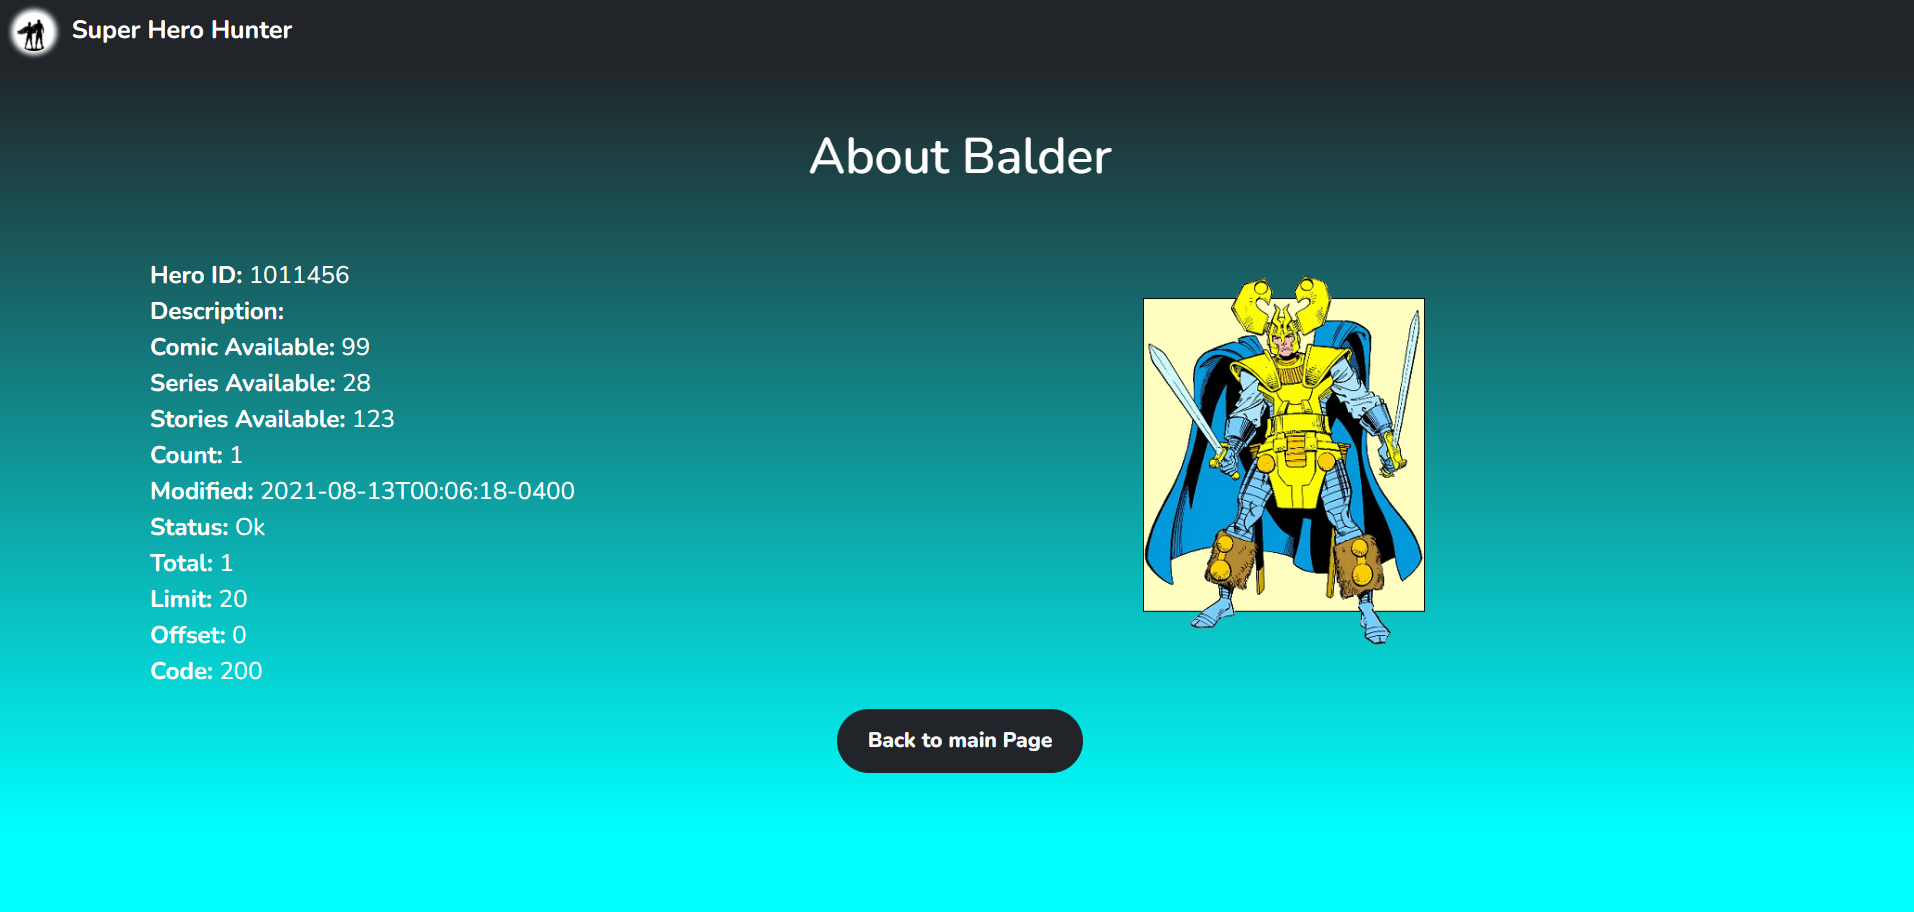 Super Hero Hunter
About Balder
Hero ID: 1011456
Description:
Comic Available: 99
Series Available: 28
Stories Available: 123
Count: 1
Modified: 2021-08-13T00:06:18-0400
Status: Ok
Total: 1
Limit: 20
Offset: 0
Code: 200
Back to main Page